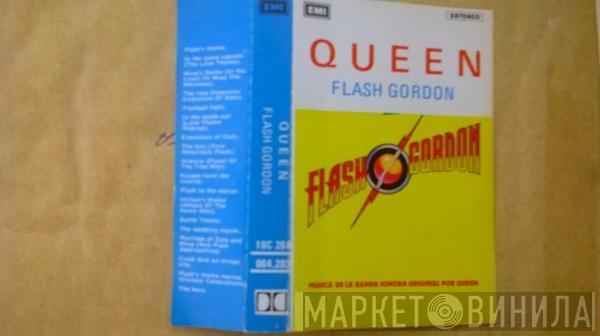 Flash's theme.
In the space capsule
(The Love Theme).
Ming's theme (In the
Court Of Ming The
Merciless).
The ring (Hypnotic
Seduction Of Dale).
Football fight.
In the death cell
(Love Theme
Reprise).
Execution of Flash.
The kiss (Aura
Resurrects Flash).
Arboria (Planet Of
The Tree Men).
Escape form the
swamp.
Flash to the rescue.
Vultan's theme
(Attack Of The
Hawk Men).
Battle Theme.
The wedding march.
Marriage of Dale and
Ming (And Flash
Approaching)
Crash dive on
Flash's theme reprise
(Victory Celebrations).
The hero.
EMI
QUEEN
FLASH GORDON
10C 264
064.203
EMI
ESTEREO
QUEEN
FLASH GORDON
FLASH GORDON
MUSICA DE LA BANDA SONORA ORIGINAL POR QUEEN
МАРКЕТ ВИНИЛА